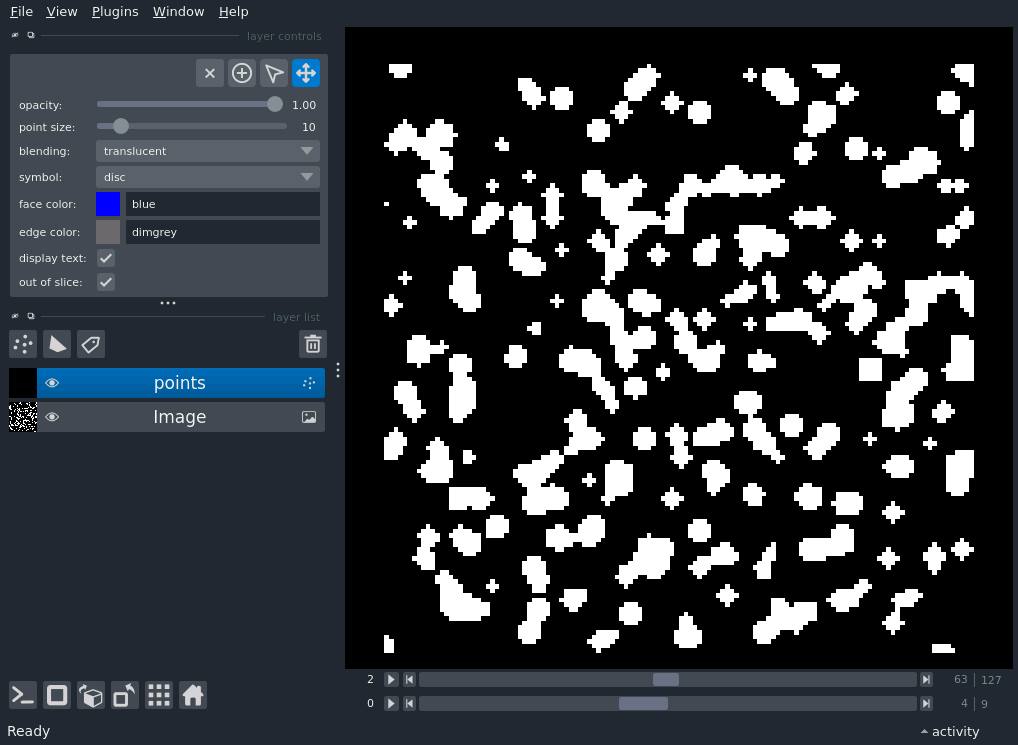 File View Plugins Window Help
layer controls
opacity: 1.00
point size: 10
blending: translucent
symbol: disc
face color: blue
edge color: dimgrey
display text:
out of slice:
layer list
points
Image
2 63 | 127
0 4 | 9
Ready activity